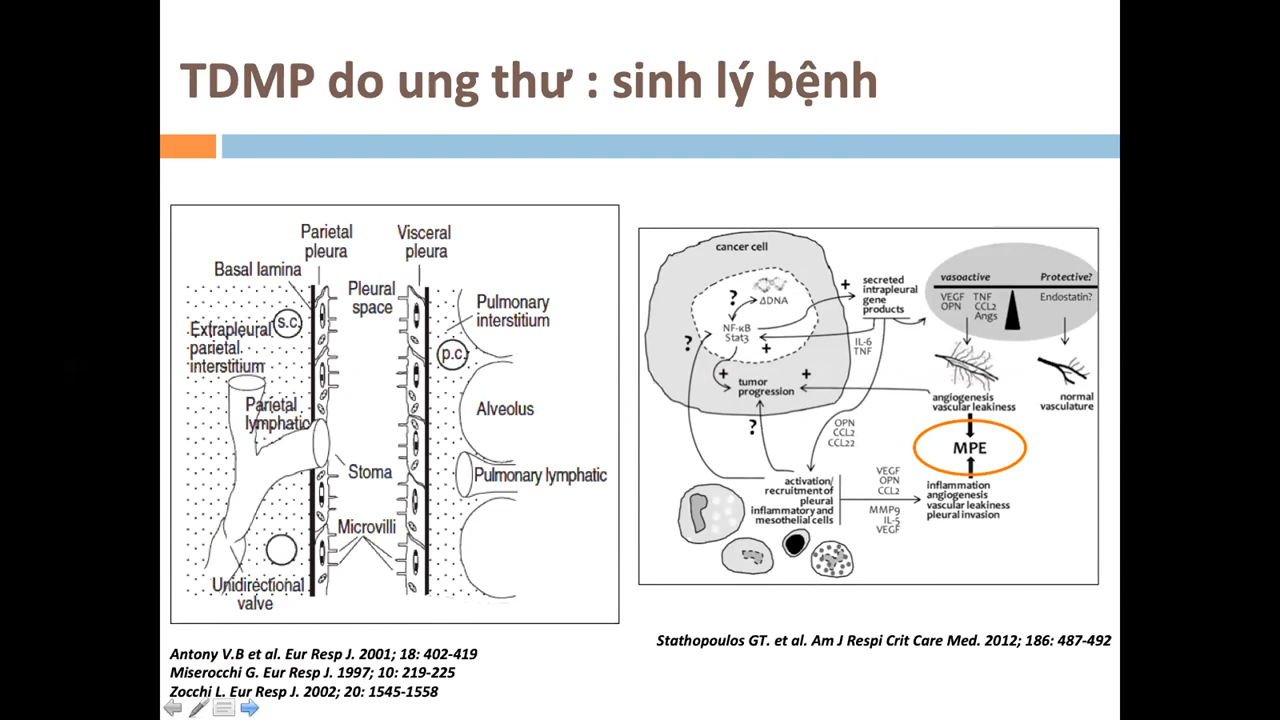 TDMP do ung thư : sinh lý bệnh
Parietal
pleura
Visceral
pleura
Basal lamina
Pleural
space
Pulmonary
interstitium
s.c.
Extrapleural
parietal
interstitium
p.c.
Parietal
lymphatic
Alveolus
Stoma
Pulmonary lymphatic
Microvilli
Unidirectional
valve
Antony V.B et al. Eur Resp J. 2001; 18: 402-419
Miserocchi G. Eur Resp J. 1997; 10: 219-225
Zocchi L. Eur Resp J. 2002; 20: 1545-1558
cancer cell
?
ΔDNA
NF-κB
Stat3
+
?
+
tumor
progression
+
?
+
secreted
intrapleural
gene
products
IL-6
TNF
vasoactive
Protective?
VEGF
OPN
TNF
CCL2
Angs
Endostatin?
angiogenesis
vascular leakiness
normal
vasculature
OPN
CCL2
CCL22
MPE
activation/
recruitment of
pleural
inflammatory and
mesothelial cells
VEGF
OPN
CCL2
MMP9
IL-5
VEGF
inflammation
angiogenesis
vascular leakiness
pleural invasion
Stathopoulos GT. et al. Am J Respi Crit Care Med. 2012; 186: 487-492